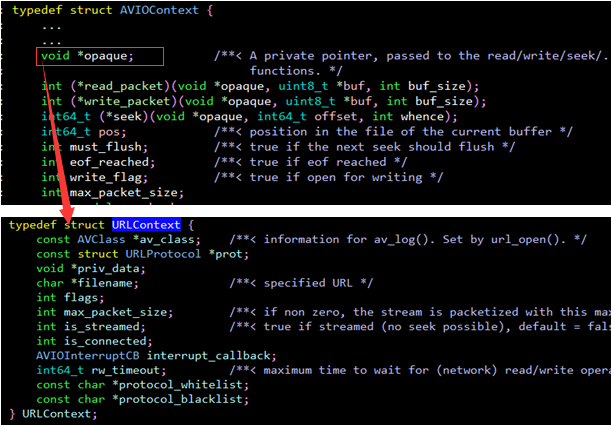 typedef struct AVIOContext {
...
...
void *opaque; /**< A private pointer, passed to the read/write/seek/.
functions. */
int (*read_packet)(void *opaque, uint8_t *buf, int buf_size);
int (*write_packet)(void *opaque, uint8_t *buf, int buf_size);
int64_t (*seek)(void *opaque, int64_t offset, int whence);
int64_t pos; /**< position in the file of the current buffer */
int must_flush; /**< true if the next seek should flush */
int eof_reached; /**< true if eof reached */
int write_flag; /**< true if open for writing */
int max_packet_size;
typedef struct URLContext {
const AVClass *av_class; /**< information for av_log(). Set by url_open(). */
const struct URLProtocol *prot;
void *priv_data;
char *filename; /**< specified URL */
int flags;
int max_packet_size; /**< if non zero, the stream is packetized with this max
int is_streamed; /**< true if streamed (no seek possible), default = fals
int is_connected;
AVIOInterruptCB interrupt_callback;
int64_t rw_timeout; /**< maximum time to wait for (network) read/write opera
const char *protocol_whitelist;
const char *protocol_blacklist;
} URLContext;